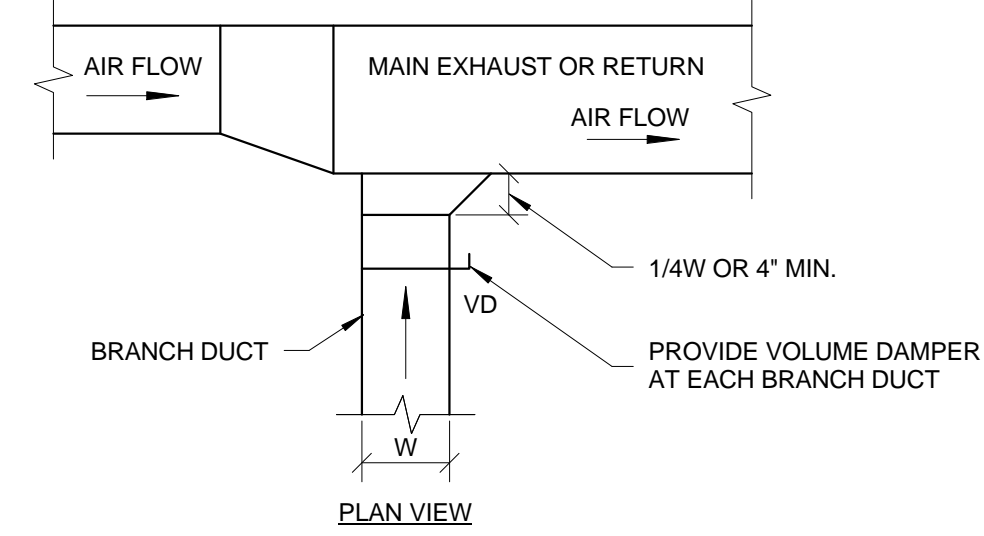 AIR FLOW
MAIN EXHAUST OR RETURN
AIR FLOW
1/4W OR 4" MIN.
VD
BRANCH DUCT
PROVIDE VOLUME DAMPER
AT EACH BRANCH DUCT
W
PLAN VIEW